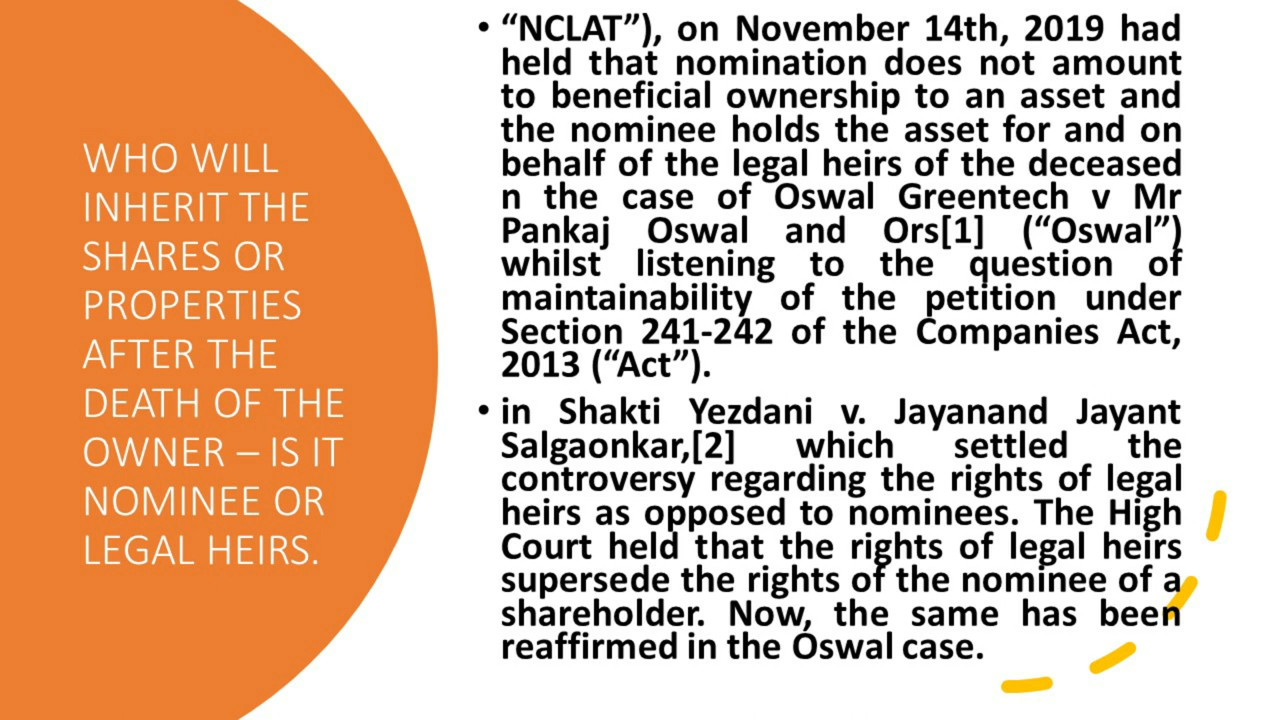 WHO WILL
INHERIT THE
SHARES OR
PROPERTIES
AFTER THE
DEATH OF THE
OWNER – IS IT
NOMINEE OR
LEGAL HEIRS.
• “NCLAT”), on November 14th, 2019 had
held that nomination does not amount
to beneficial ownership to an asset and
the nominee holds the asset for and on
behalf of the legal heirs of the deceased
n the case of Oswal Greentech v Mr
Pankaj Oswal and Ors[1] (“Oswal”)
whilst listening to the question of
maintainability of the petition under
Section 241-242 of the Companies Act,
2013 (“Act”).
• in Shakti Yezdani v. Jayanand Jayant
Salgaonkar,[2] which settled the
controversy regarding the rights of legal
heirs as opposed to nominees. The High
Court held that the rights of legal heirs
supersede the rights of the nominee of a
shareholder. Now, the same has been
reaffirmed in the Oswal case.